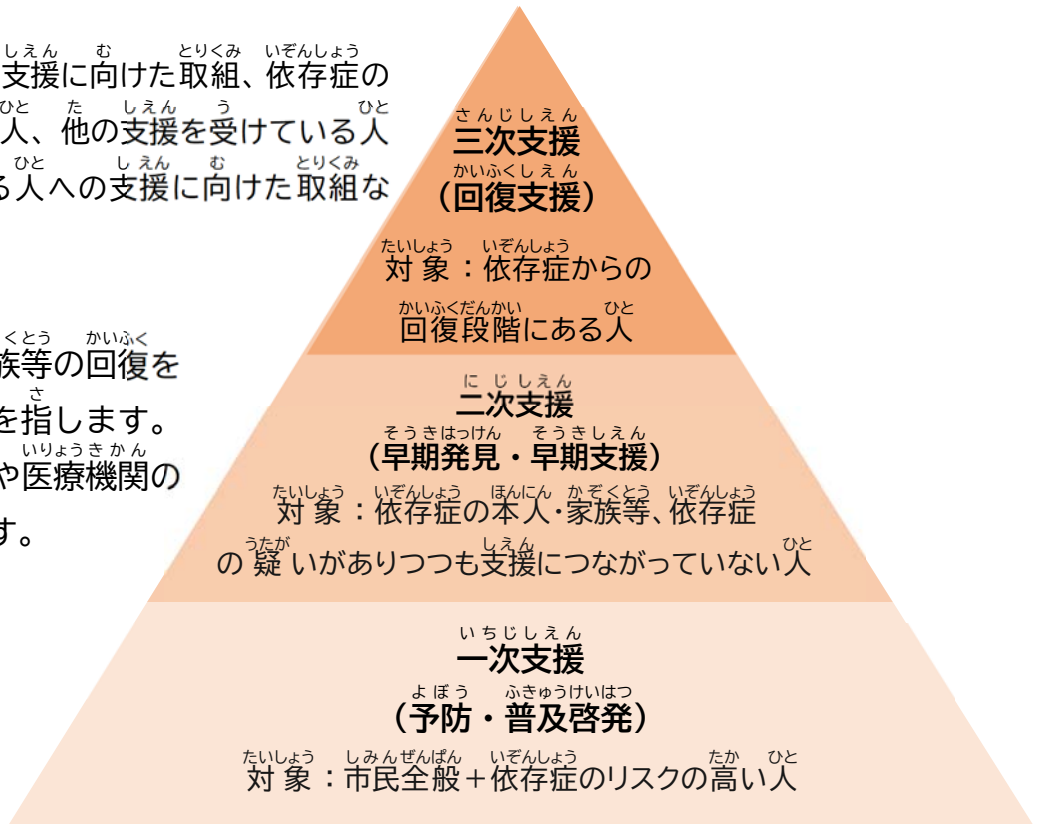 支援に向けた取組、依存症の
人、他の支援を受けている人
る人への支援に向けた取組な
族等の回復を
を指します。
や医療機関の
す。
三次支援
（回復支援）
対象：依存症からの
回復段階にある人
二次支援
（早期発見・早期支援）
対象：依存症の本人・家族等、依存症
の疑いがありつつも支援につながっていない人
一次支援
（予防・普及啓発）
対象：市民全般＋依存症のリスクの高い人